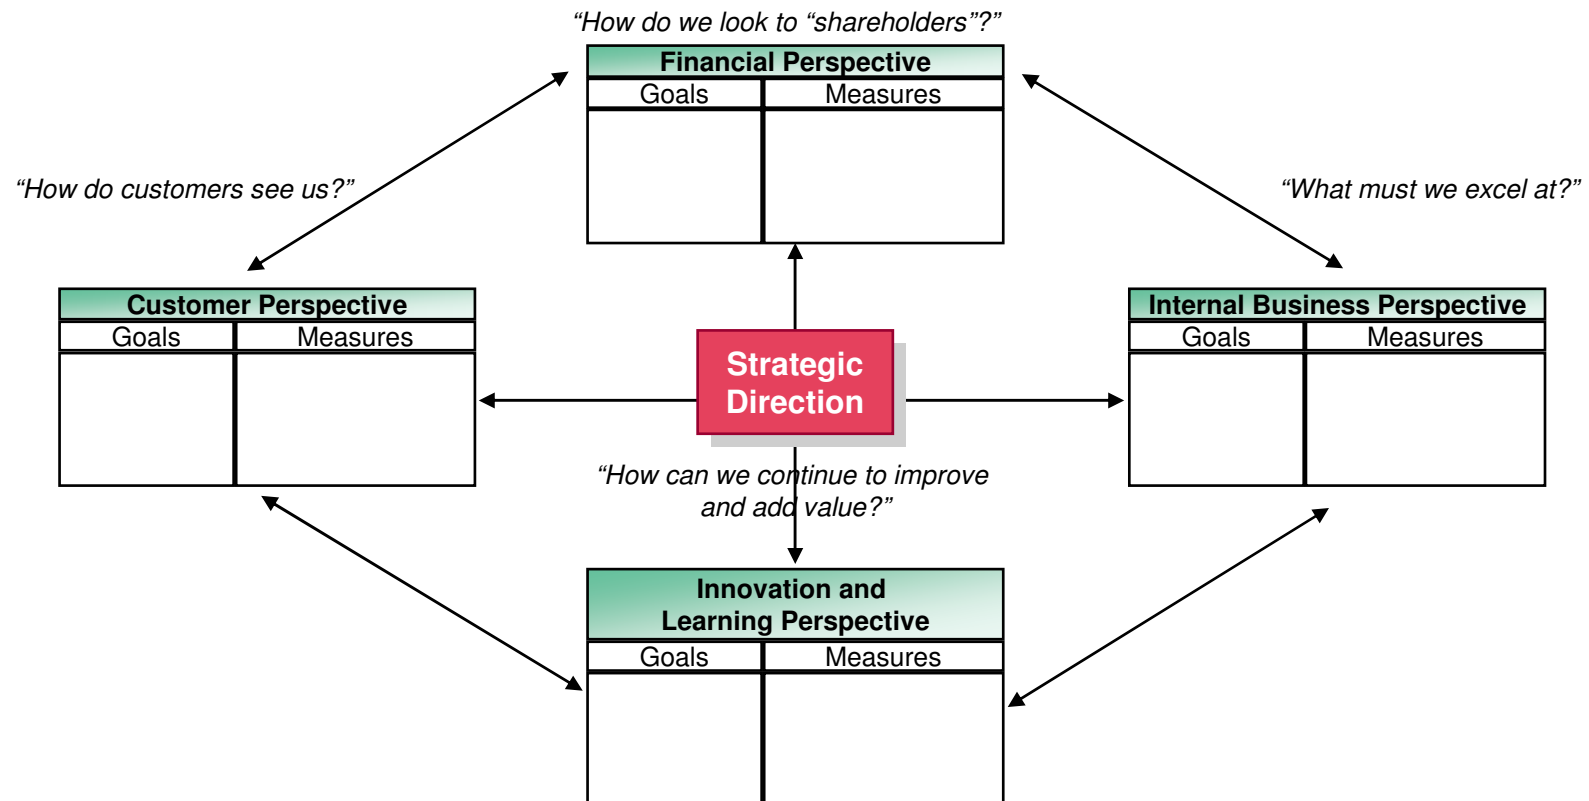 “How do we look to “shareholders”?”
Financial Perspective
Goals Measures
“How do customers see us?”
“What must we excel at?”
Customer Perspective
Goals Measures
Internal Business Perspective
Goals Measures
Strategic
Direction
“How can we continue to improve
and add value?”
Innovation and
Learning Perspective
Goals Measures